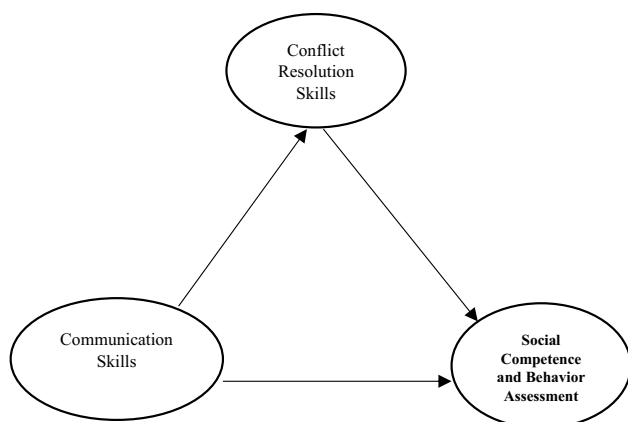 Conflict
Resolution
Skills
Communication
Skills
Social
Competence
and Behavior
Assessment